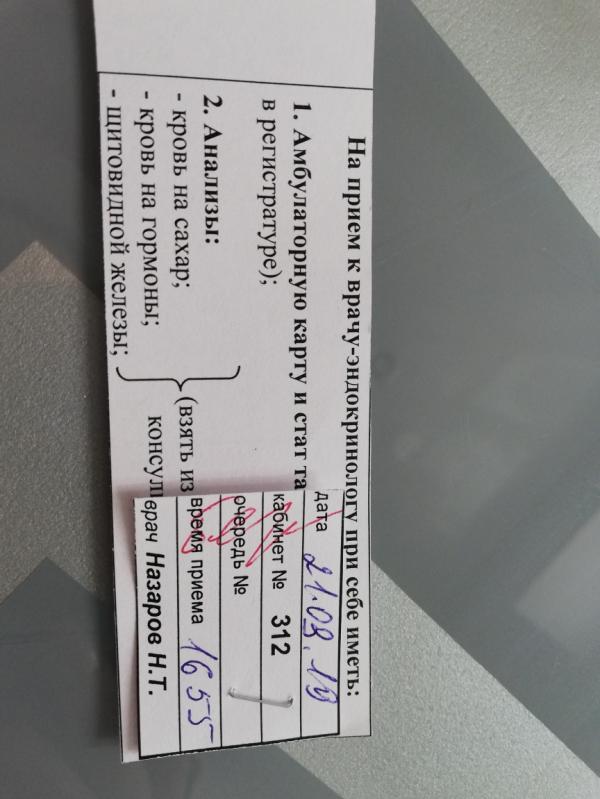 На прием к врачу-эндокринологу при себе иметь:
1. Амбулаторную карту и стат та
в регистратуре);
2. Анализы:
- кровь на сахар;
- кровь на гормоны;
- щитовидной железы;
(взять из
консул
дата 21.08.19
кабинет № 312
очередь №
время приема 16 55
врач Назаров Н.Т.